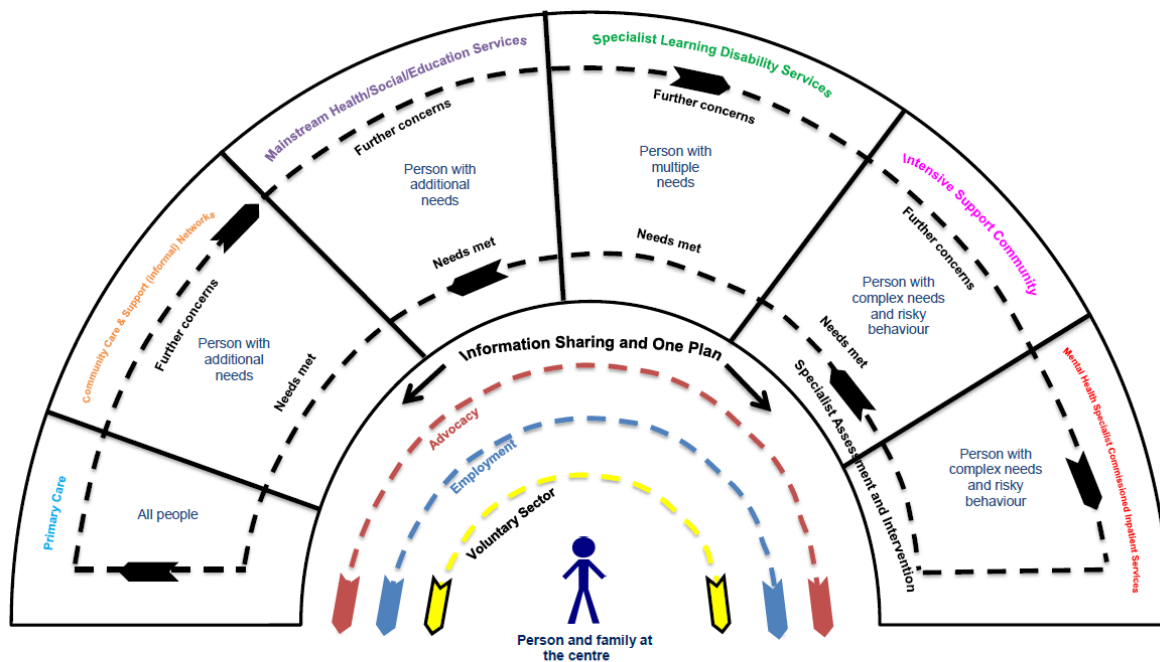 Primary Care
All people
Community Care & Support (informal) Networks
Further concerns
Person with
additional
needs
Needs met
Mainstream Health/Social/Education Services
Further concerns
Person with
additional
needs
Needs met
Specialist Learning Disability Services
Further concerns
Person with
multiple
needs
Needs met
Intensive Support Community
Further concerns
Person with
complex needs
and risky
behaviour
Needs met
Mental Health Specialist Commissioned Inpatient Services
Person with
complex needs
and risky
behaviour
Specialist Assessment and Intervention
Information Sharing and One Plan
Advocacy
Employment
Voluntary Sector
Person and family at
the centre